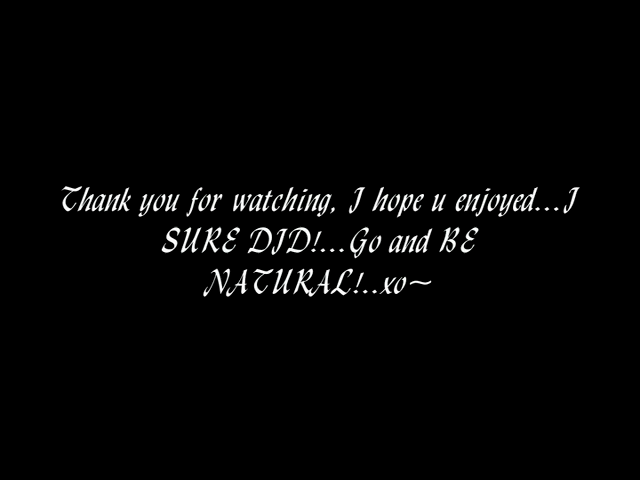 Thank you for watching, I hope u enjoyed...I
SURE DID!...Go and BE
NATURAL!..xo~